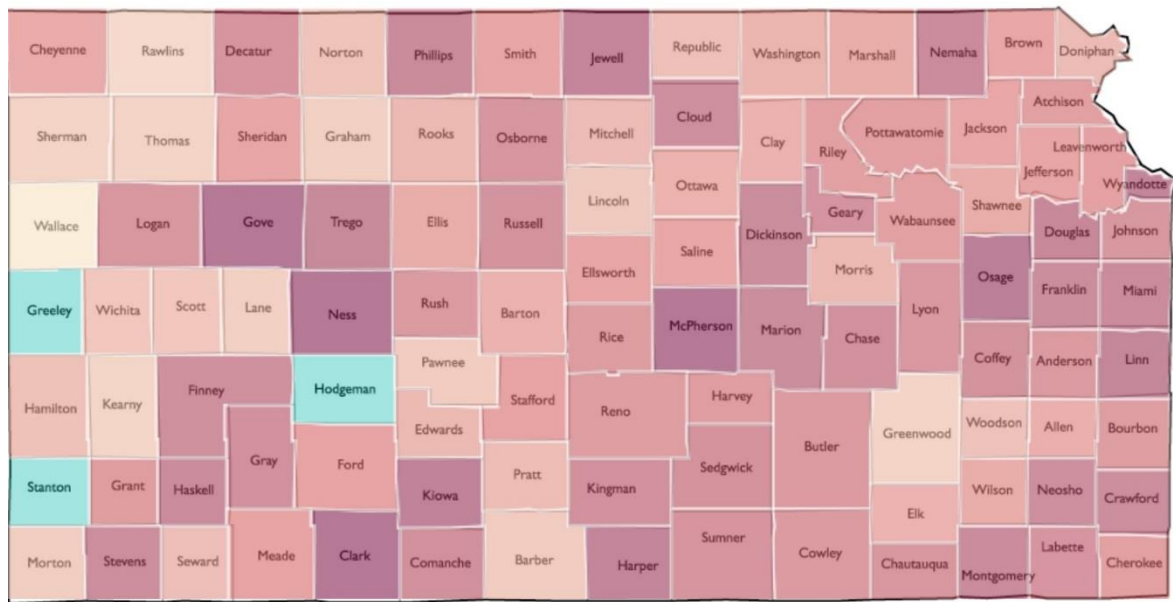 Cheyenne
Rawlins
Decatur
Norton
Phillips
Smith
Jewell
Republic
Washington
Marshall
Nemaha
Brown
Doniphan
Sherman
Thomas
Sheridan
Graham
Rooks
Osborne
Mitchell
Cloud
Clay
Riley
Pottawatomie
Jackson
Atchison
Jefferson
Leavenworth
Wyandotte
Ottawa
Wallace
Logan
Gove
Trego
Ellis
Russell
Lincoln
Saline
Dickinson
Geary
Wabaunsee
Shawnee
Douglas
Johnson
Ellsworth
Morris
Osage
Franklin
Miami
Greeley
Wichita
Scott
Lane
Ness
Rush
Barton
Rice
McPherson
Marion
Chase
Lyon
Coffey
Anderson
Linn
Hamilton
Kearny
Finney
Hodgeman
Pawnee
Edwards
Stafford
Reno
Harvey
Butler
Greenwood
Woodson
Allen
Bourbon
Stanton
Grant
Haskell
Gray
Ford
Kiowa
Pratt
Kingman
Sedgwick
Elk
Wilson
Neosho
Crawford
Morton
Stevens
Seward
Meade
Clark
Comanche
Barber
Harper
Sumner
Cowley
Chautauqua
Montgomery
Labette
Cherokee